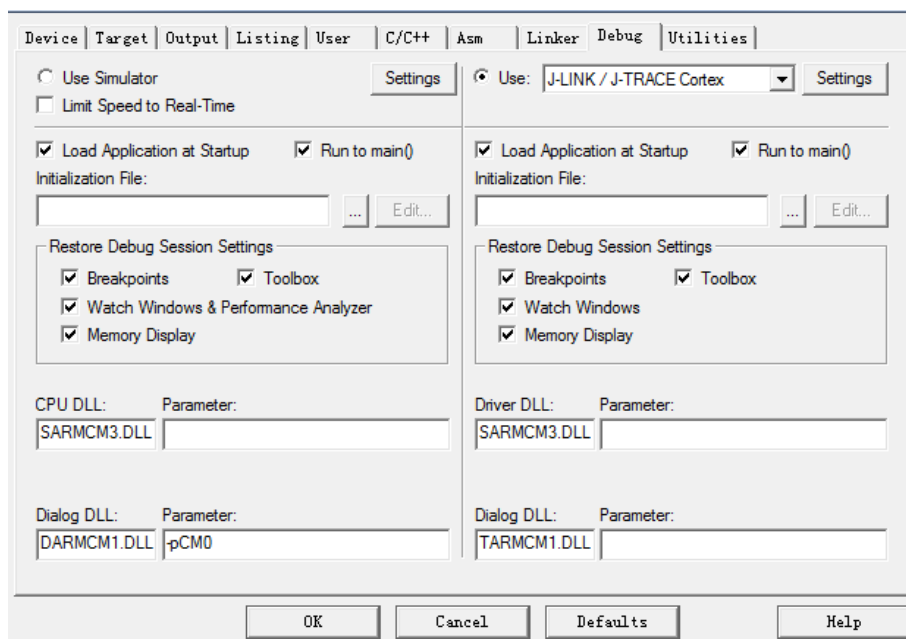 Device Target Output Listing User C/C++ Asm Linker Debug Utilities
Use Simulator Settings
Limit Speed to Real-Time
Use: J-LINK / J-TRACE Cortex Settings
Load Application at Startup Run to main()
Initialization File:
... Edit...
Restore Debug Session Settings
Breakpoints Toolbox
Watch Windows & Performance Analyzer
Memory Display
CPU DLL: Parameter:
SARMCM3.DLL
Dialog DLL: Parameter:
DARMCM1.DLL -pCM0
Load Application at Startup Run to main()
Initialization File:
... Edit...
Restore Debug Session Settings
Breakpoints Toolbox
Watch Windows
Memory Display
Driver DLL: Parameter:
SARMCM3.DLL
Dialog DLL: Parameter:
TARMCM1.DLL
OK Cancel Defaults Help